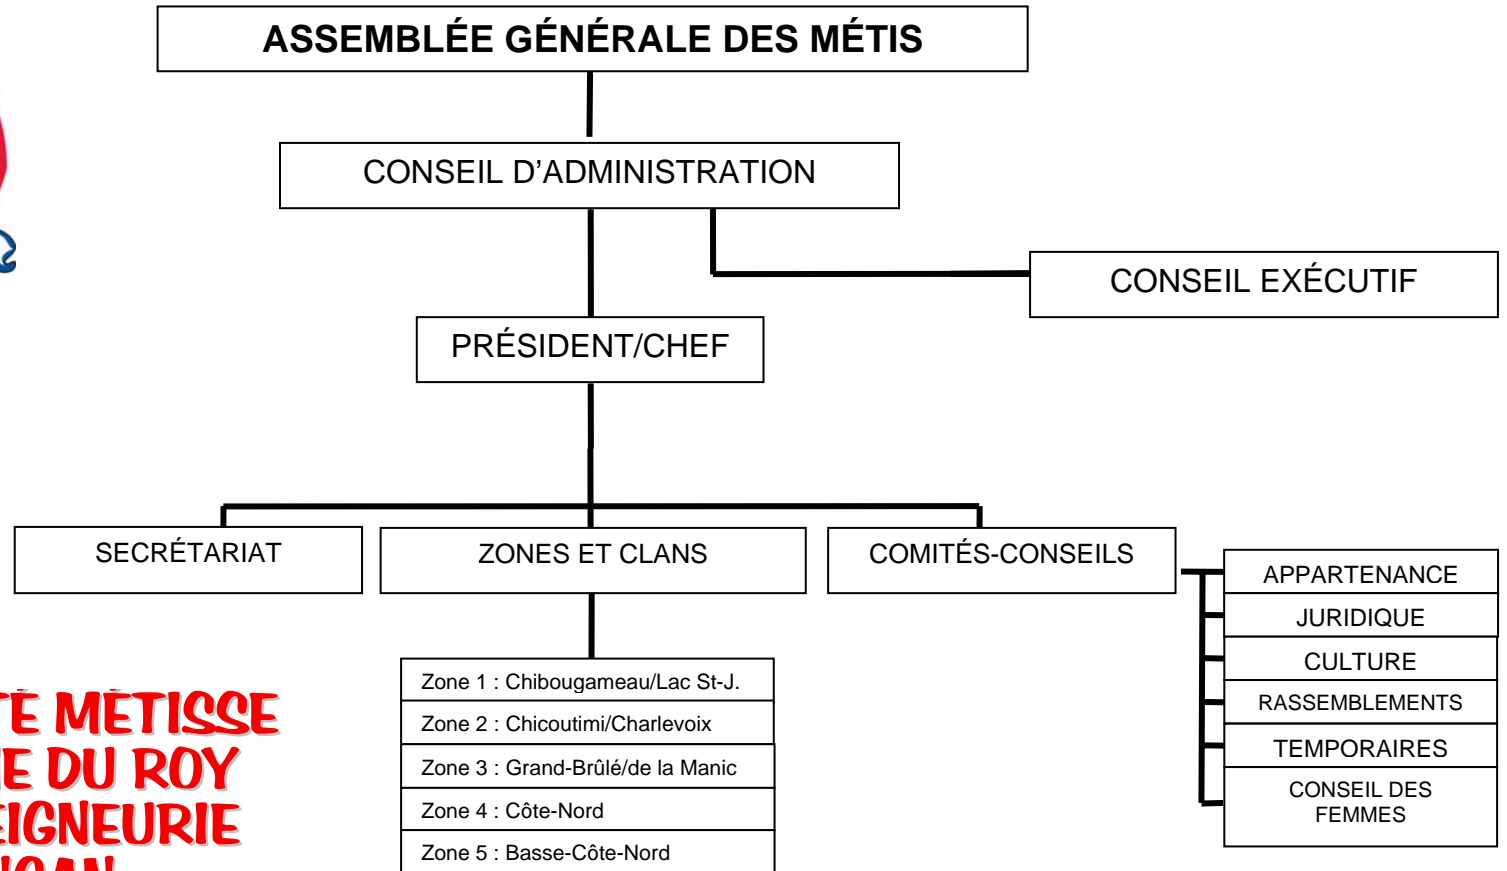 ASSEMBLÉE GÉNÉRALE DES MÉTIS
CONSEIL D'ADMINISTRATION
CONSEIL EXÉCUTIF
PRÉSIDENT/CHEF
SECRÉTARIAT
ZONES ET CLANS
COMITÉS-CONSEILS
APPARTENANCE
JURIDIQUE
CULTURE
RASSEMBLEMENTS
TEMPORAIRES
CONSEIL DES
FEMMES
Zone 1 : Chibougameau/Lac St-J.
Zone 2 : Chicoutimi/Charlevoix
Zone 3 : Grand-Brûlé/de la Manic
Zone 4 : Côte-Nord
Zone 5 : Basse-Côte-Nord
MÉTISSE
DU ROY